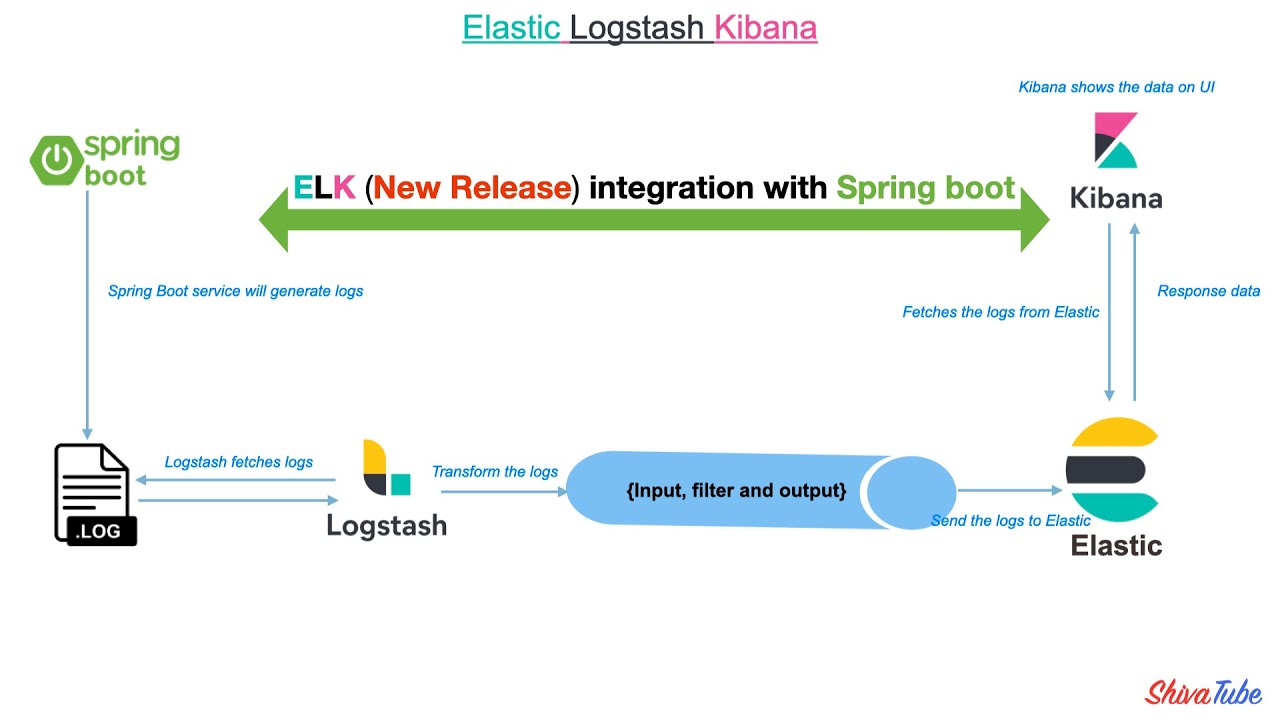 Elastic Logstash Kibana
Kibana shows the data on UI
spring
boot
ELK (New Release) integration with Spring boot
Kibana
Spring Boot service will generate logs
Fetches the logs from Elastic
Response data
Logstash fetches logs
Transform the logs
{Input, filter and output}
.LOG
Logstash
Send the logs to Elastic
Elastic
ShivaTube